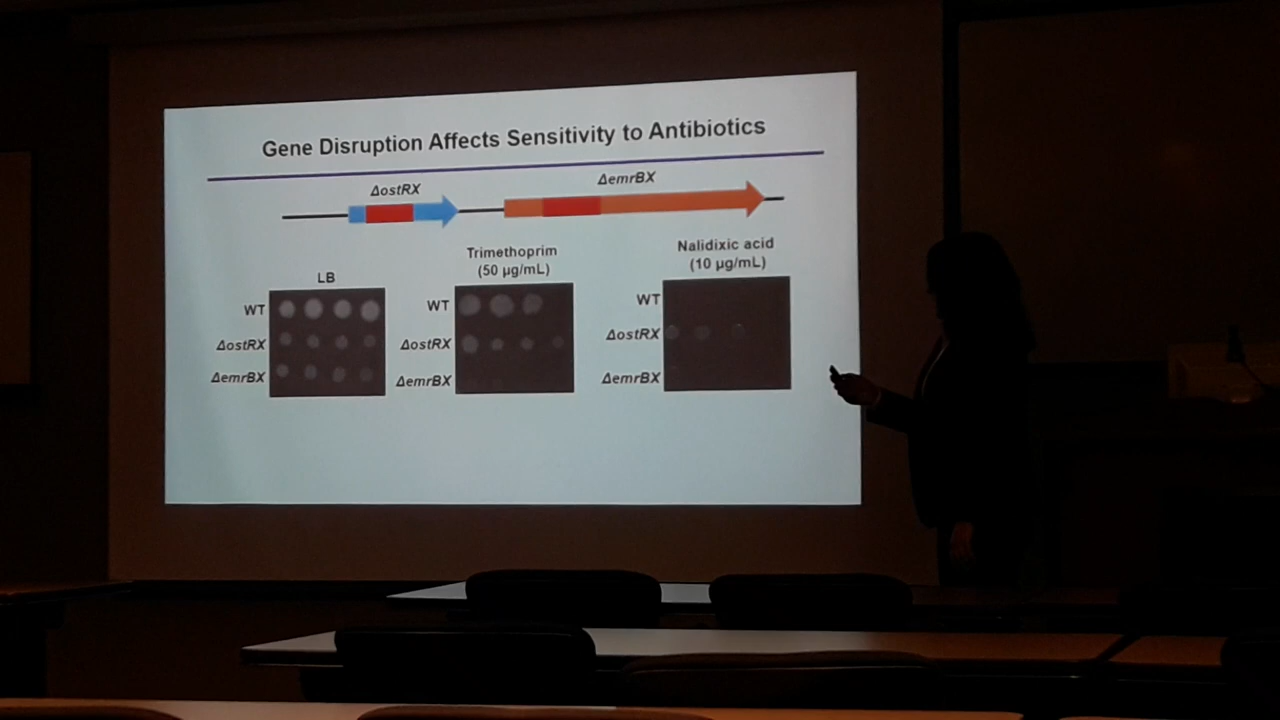 Gene Disruption Affects Sensitivity to Antibiotics
ΔostRX
ΔemrBX
LB
WT
ΔostRX
ΔemrBX
Trimethoprim
(50 µg/mL)
WT
ΔostRX
ΔemrBX
Nalidixic acid
(10 µg/mL)
WT
ΔostRX
ΔemrBX